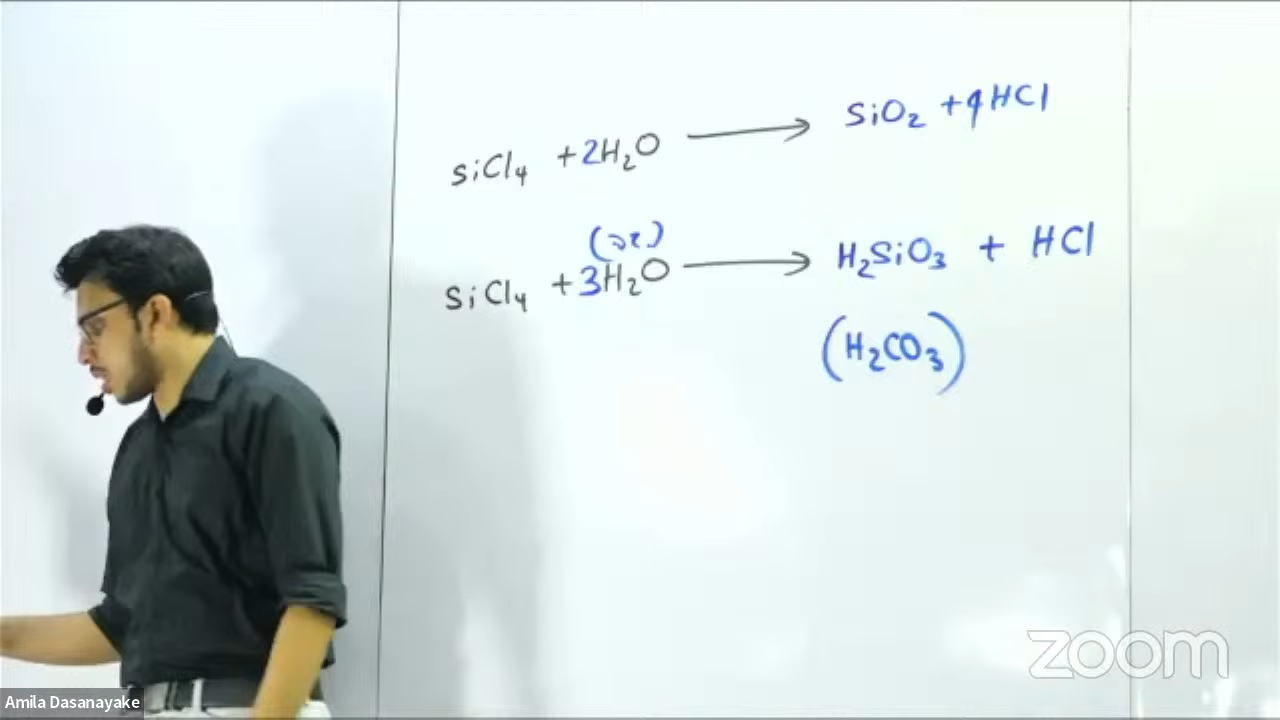 SiCl₄ + 2H₂O ⟶ SiO₂ + 4HCl
SiCl₄ + 3H₂O ⟶ H₂SiO₃ + HCl
(H₂CO₃)
zoom
Amila Dasanayake